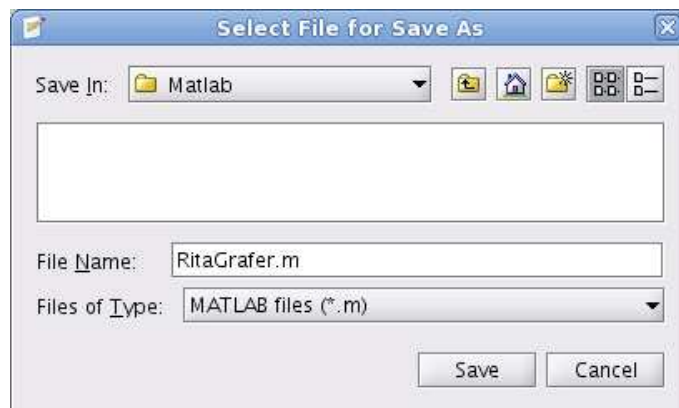 Select File for Save As
Save In: Matlab
File Name: RitaGrafer.m
Files of Type: MATLAB files (*.m)
Save Cancel